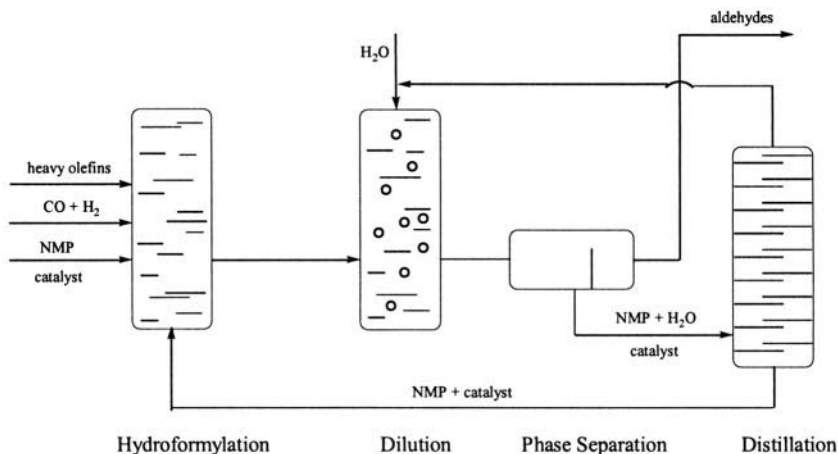 aldehydes
H₂O
heavy olefins
CO + H₂
NMP
catalyst
NMP + H₂O
catalyst
NMP + catalyst
Hydroformylation Dilution Phase Separation Distillation